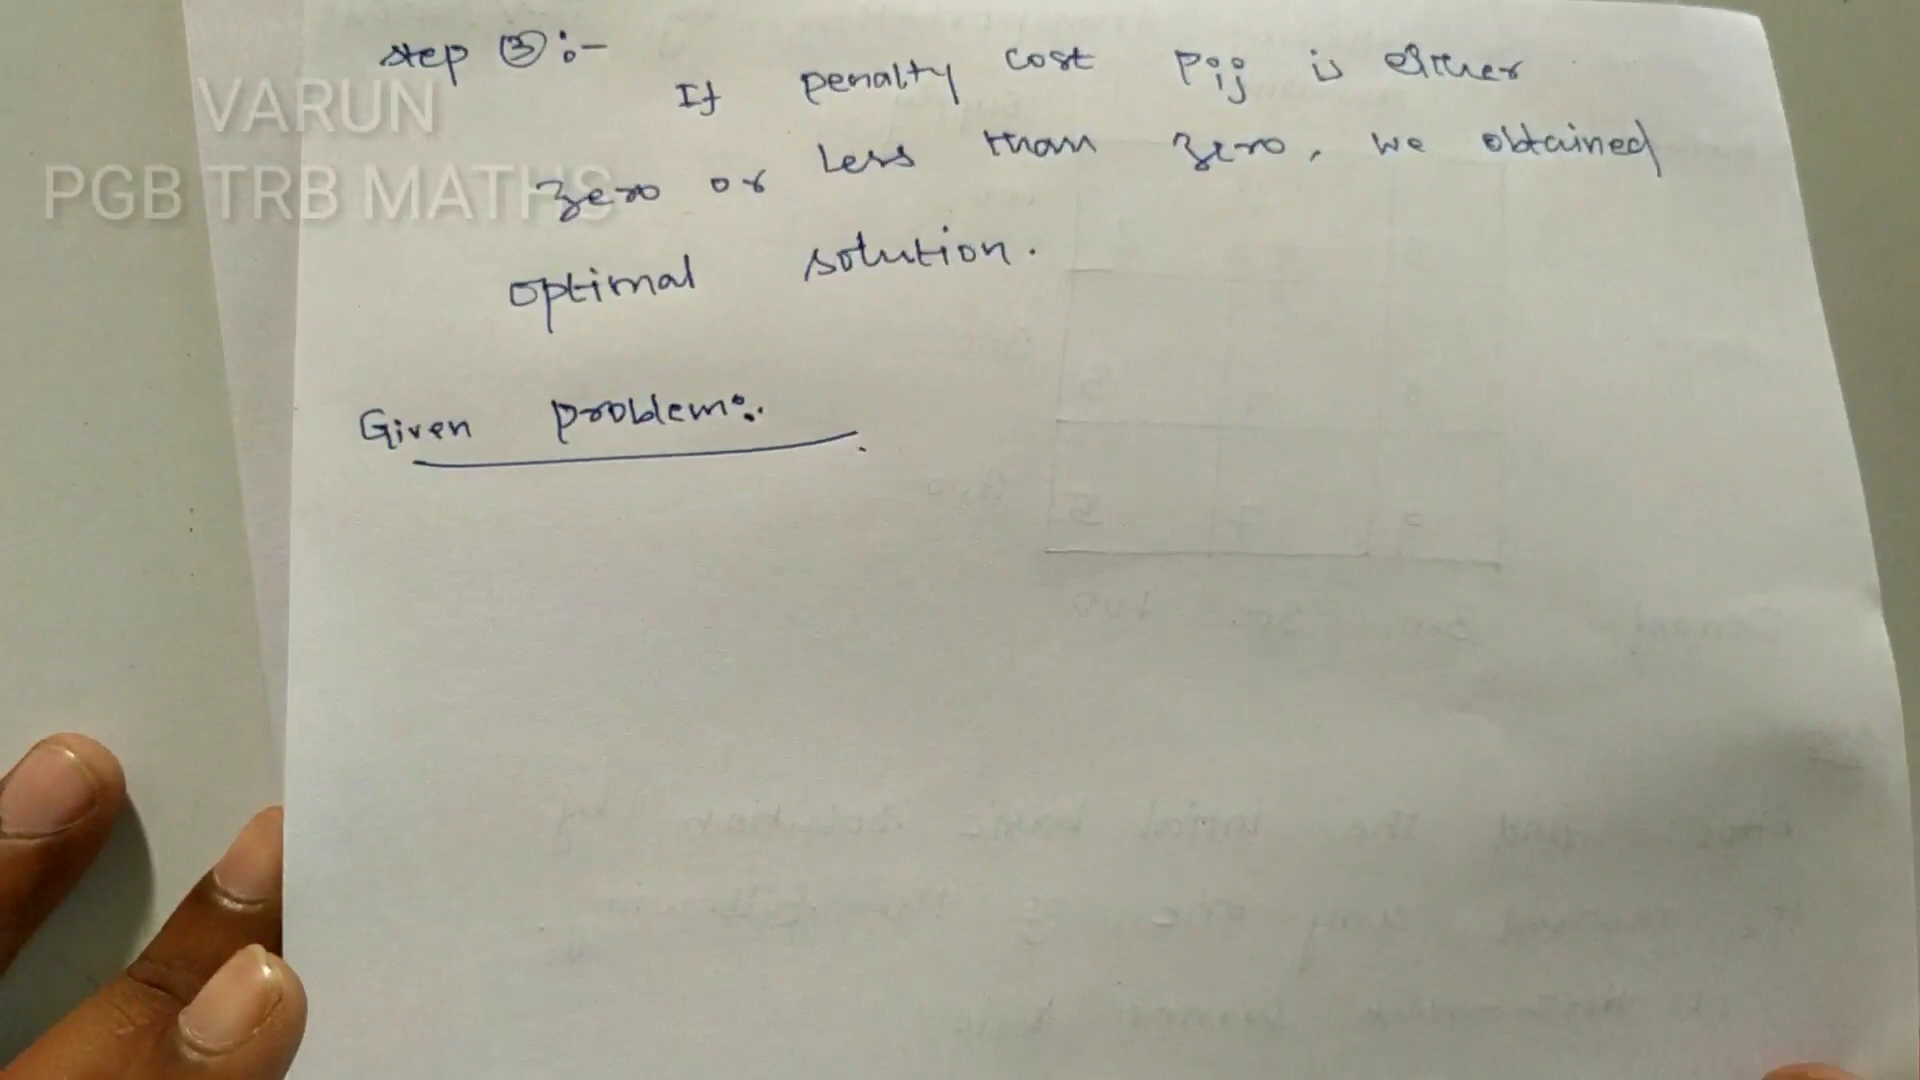 step ③:-
If penalty cost Pij is either
zero or less than zero, we obtained
optimal solution.
Given problem:.
VARUN
PGB TRB MATHS